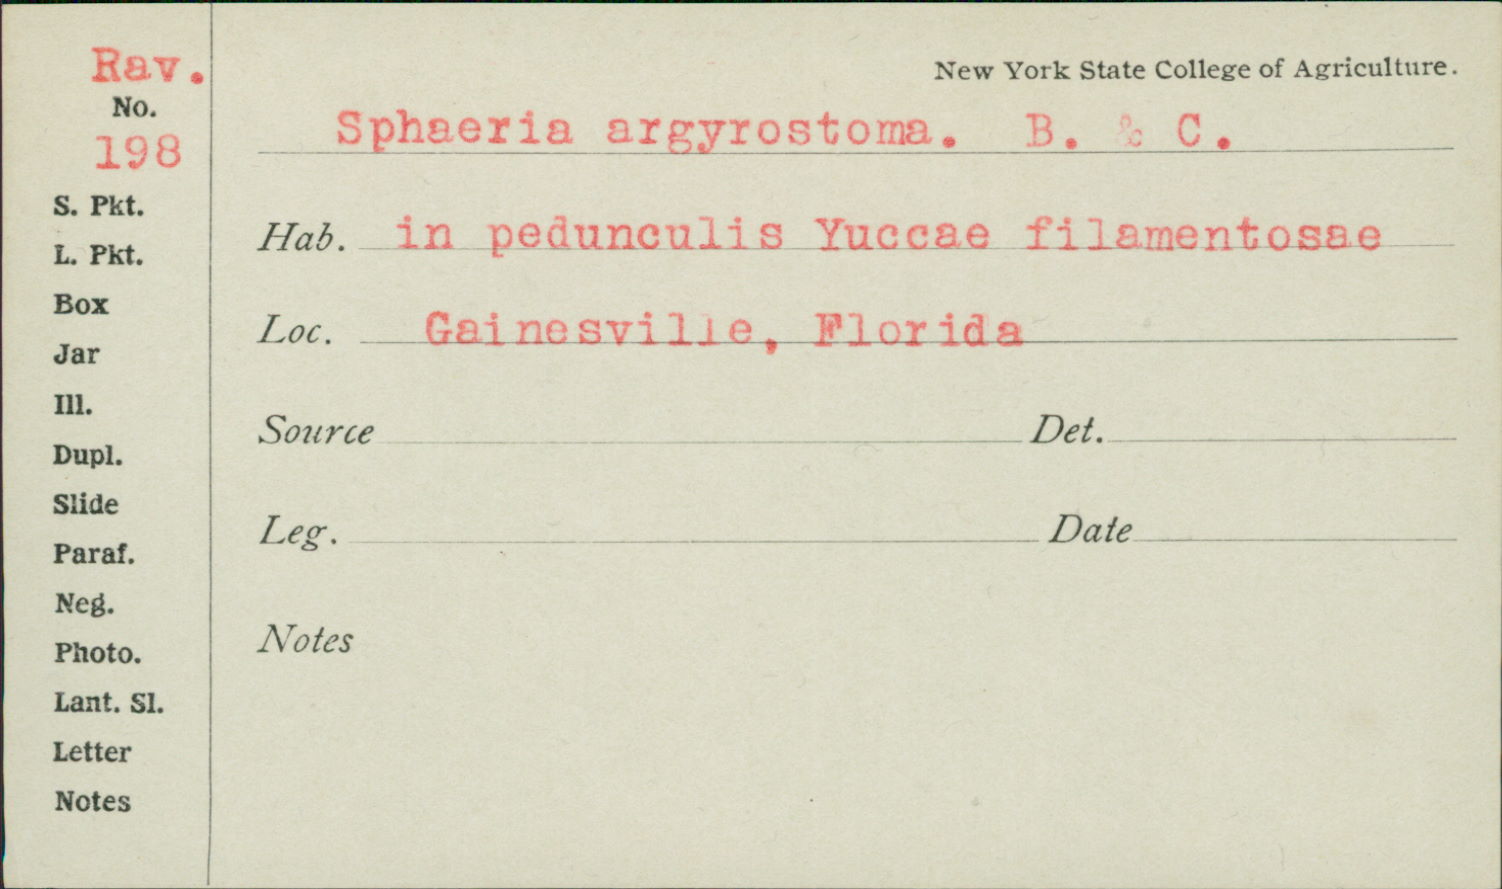 Rav.
No.
198
S. Pkt.
L. Pkt.
Box
Jar
Ill.
Dupl.
Slide
Paraf.
Neg.
Photo.
Lant. Sl.
Letter
Notes
New York State College of Agriculture.
Sphaeria argyrostoma. B. & C.
Hab. in pedunculis Yuccae filamentosae
Loc. Gainesville, Florida
Source Det.
Leg. Date
Notes